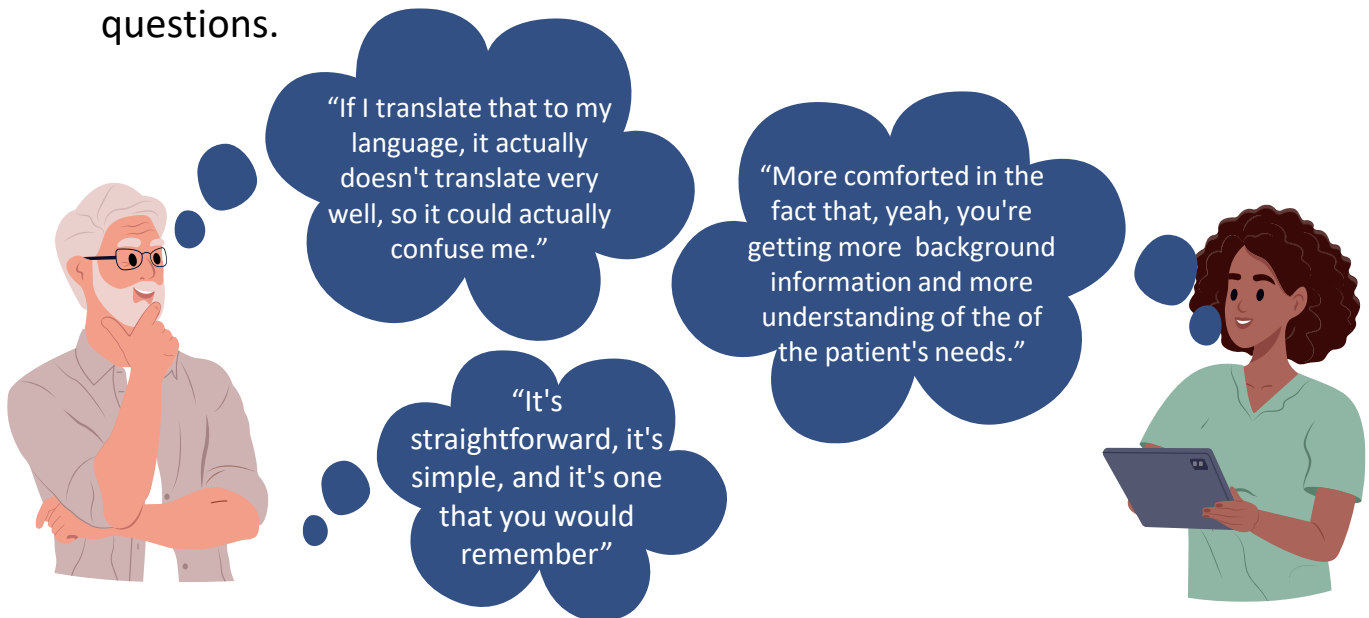 questions.
“If I translate that to my
language, it actually
doesn't translate very
well, so it could actually
confuse me.”
“More comforted in the
fact that, yeah, you're
getting more  background
information and more
understanding of the of
the patient's needs.”
“It's
straightforward, it's
simple, and it's one
that you would
remember”